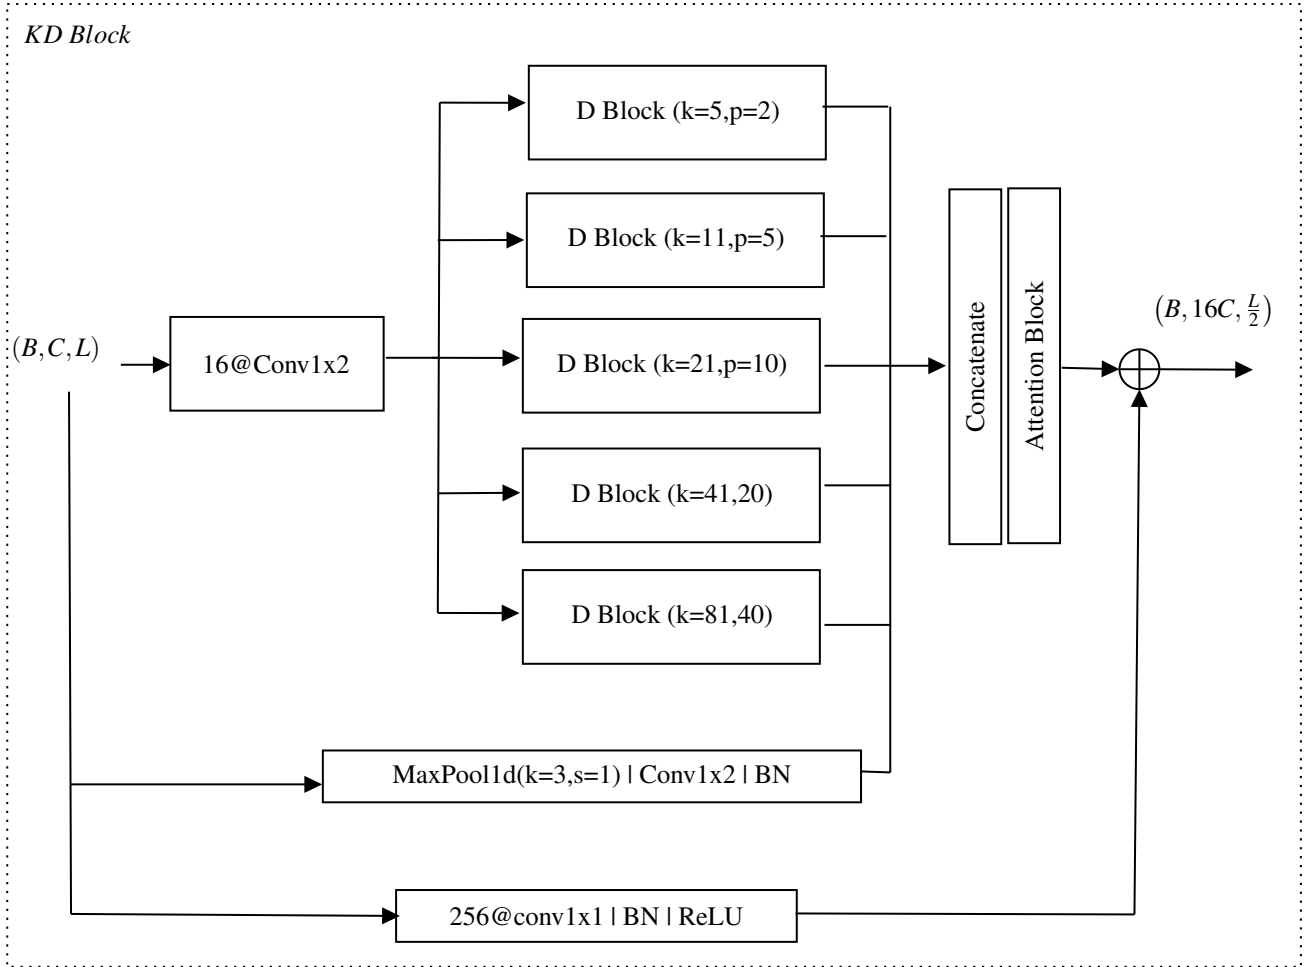 KD Block
D Block (k=5,p=2)
D Block (k=11,p=5)
(B,C,L)
16@Conv1x2
D Block (k=21,p=10)
D Block (k=41,20)
D Block (k=81,40)
Concatenate
Attention Block
(B, 16C, L/2)
MaxPool1d(k=3,s=1) | Conv1x2 | BN
256@conv1x1 | BN | ReLU